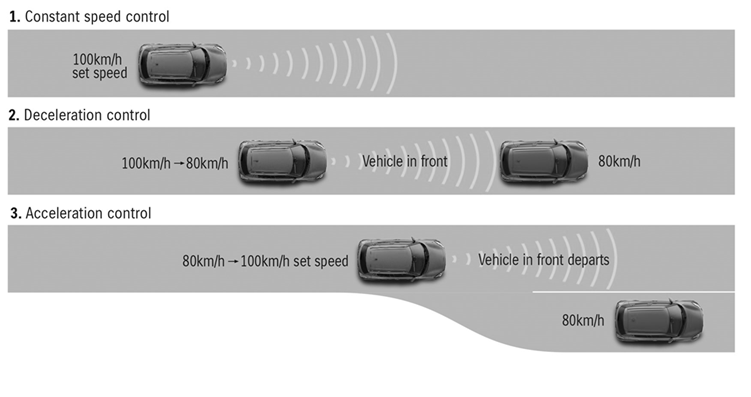 1. Constant speed control
100km/h
set speed
2. Deceleration control
100km/h→80km/h
Vehicle in front
80km/h
3. Acceleration control
80km/h→100km/h set speed
Vehicle in front departs
80km/h